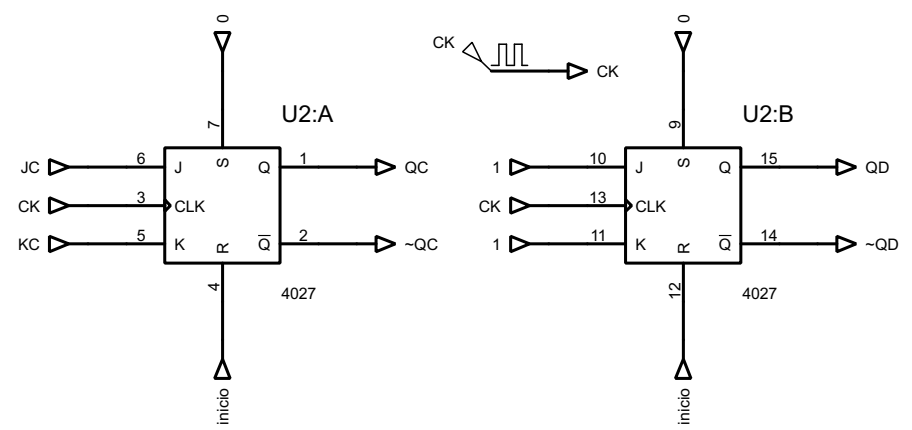 0
7
U2:A
JC
6
J
S
Q
1
QC
CK
3
CLK
KC
5
K
R
Q
2
~QC
4
4027
inicio
CK
CK
0
9
U2:B
1
10
J
S
Q
15
QD
CK
13
CLK
1
11
K
R
Q
14
~QD
12
4027
inicio